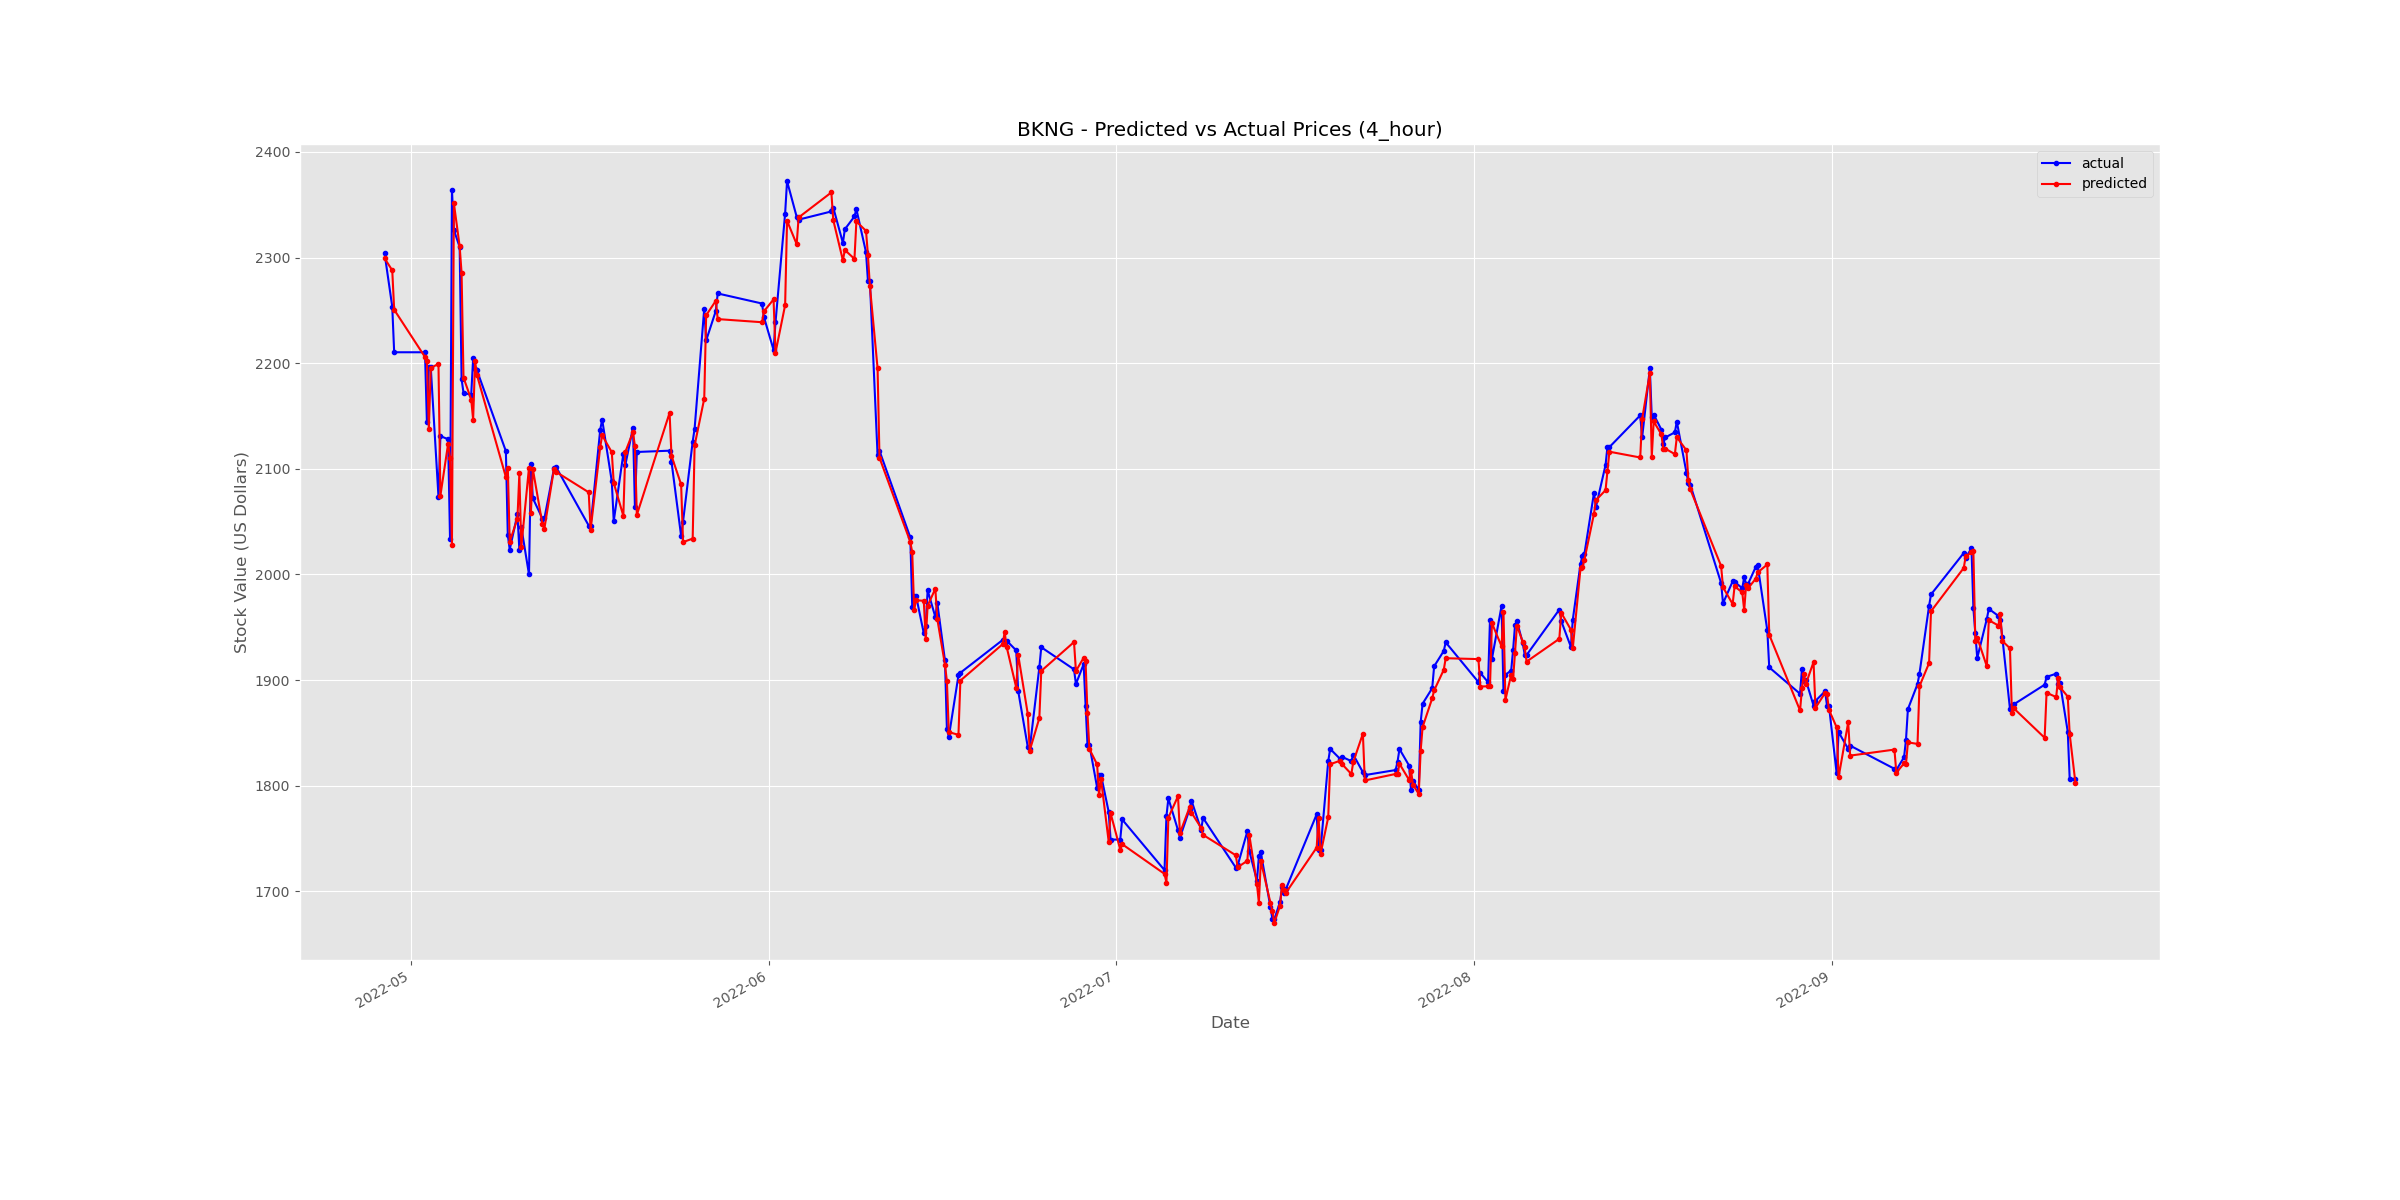 BKNG - Predicted vs Actual Prices (4_hour)
actual
predicted
2400
2300
2200
2100
2000
1900
1800
1700
Stock Value (US Dollars)
2022-05
2022-06
2022-07
2022-08
2022-09
Date